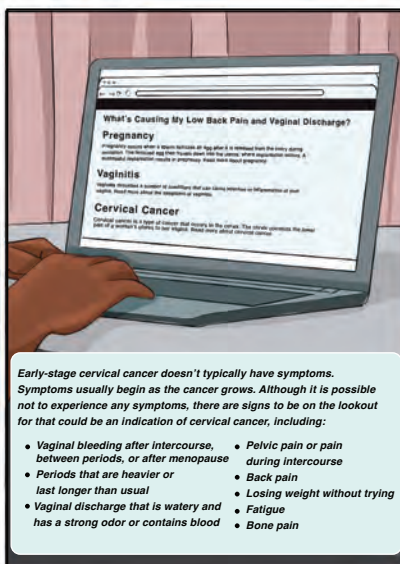 What's Causing My Low Back Pain and Vaginal Discharge?
Pregnancy
Vaginitis
Cervical Cancer
Early-stage cervical cancer doesn't typically have symptoms.
Symptoms usually begin as the cancer grows. Although it is possible
not to experience any symptoms, there are signs to be on the lookout
for that could be an indication of cervical cancer, including:
• Vaginal bleeding after intercourse,
between periods, or after menopause
• Periods that are heavier or
last longer than usual
• Vaginal discharge that is watery and
has a strong odor or contains blood
• Pelvic pain or pain
during intercourse
• Back pain
• Losing weight without trying
• Fatigue
• Bone pain